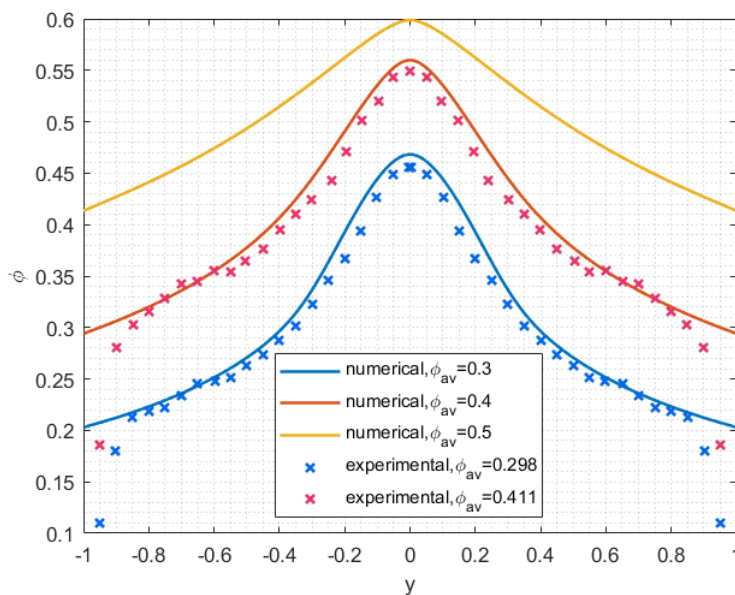 0.6
0.55
0.5
0.45
0.4
0.35
0.3
0.25
0.2
0.15
0.1
ϕ
numerical,ϕav=0.3
numerical,ϕav=0.4
numerical,ϕav=0.5
experimental,ϕav=0.298
experimental,ϕav=0.411
-1 -0.8 -0.6 -0.4 -0.2 0 0.2 0.4 0.6 0.8 1
y